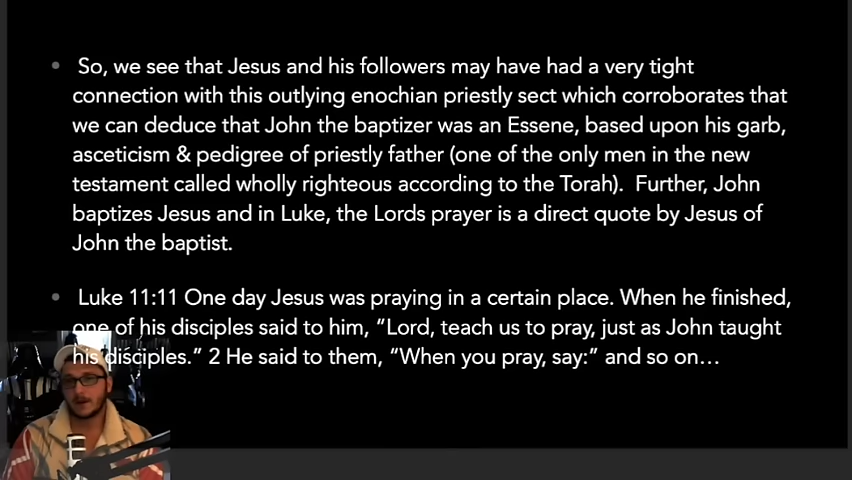 So, we see that Jesus and his followers may have had a very tight
connection with this outlying enochian priestly sect which corroborates that
we can deduce that John the baptizer was an Essene, based upon his garb,
asceticism & pedigree of priestly father (one of the only men in the new
testament called wholly righteous according to the Torah). Further, John
baptizes Jesus and in Luke, the Lords prayer is a direct quote by Jesus of
John the baptist.
Luke 11:11 One day Jesus was praying in a certain place. When he finished,
one of his disciples said to him, “Lord, teach us to pray, just as John taught
his disciples.” 2 He said to them, “When you pray, say:” and so on…